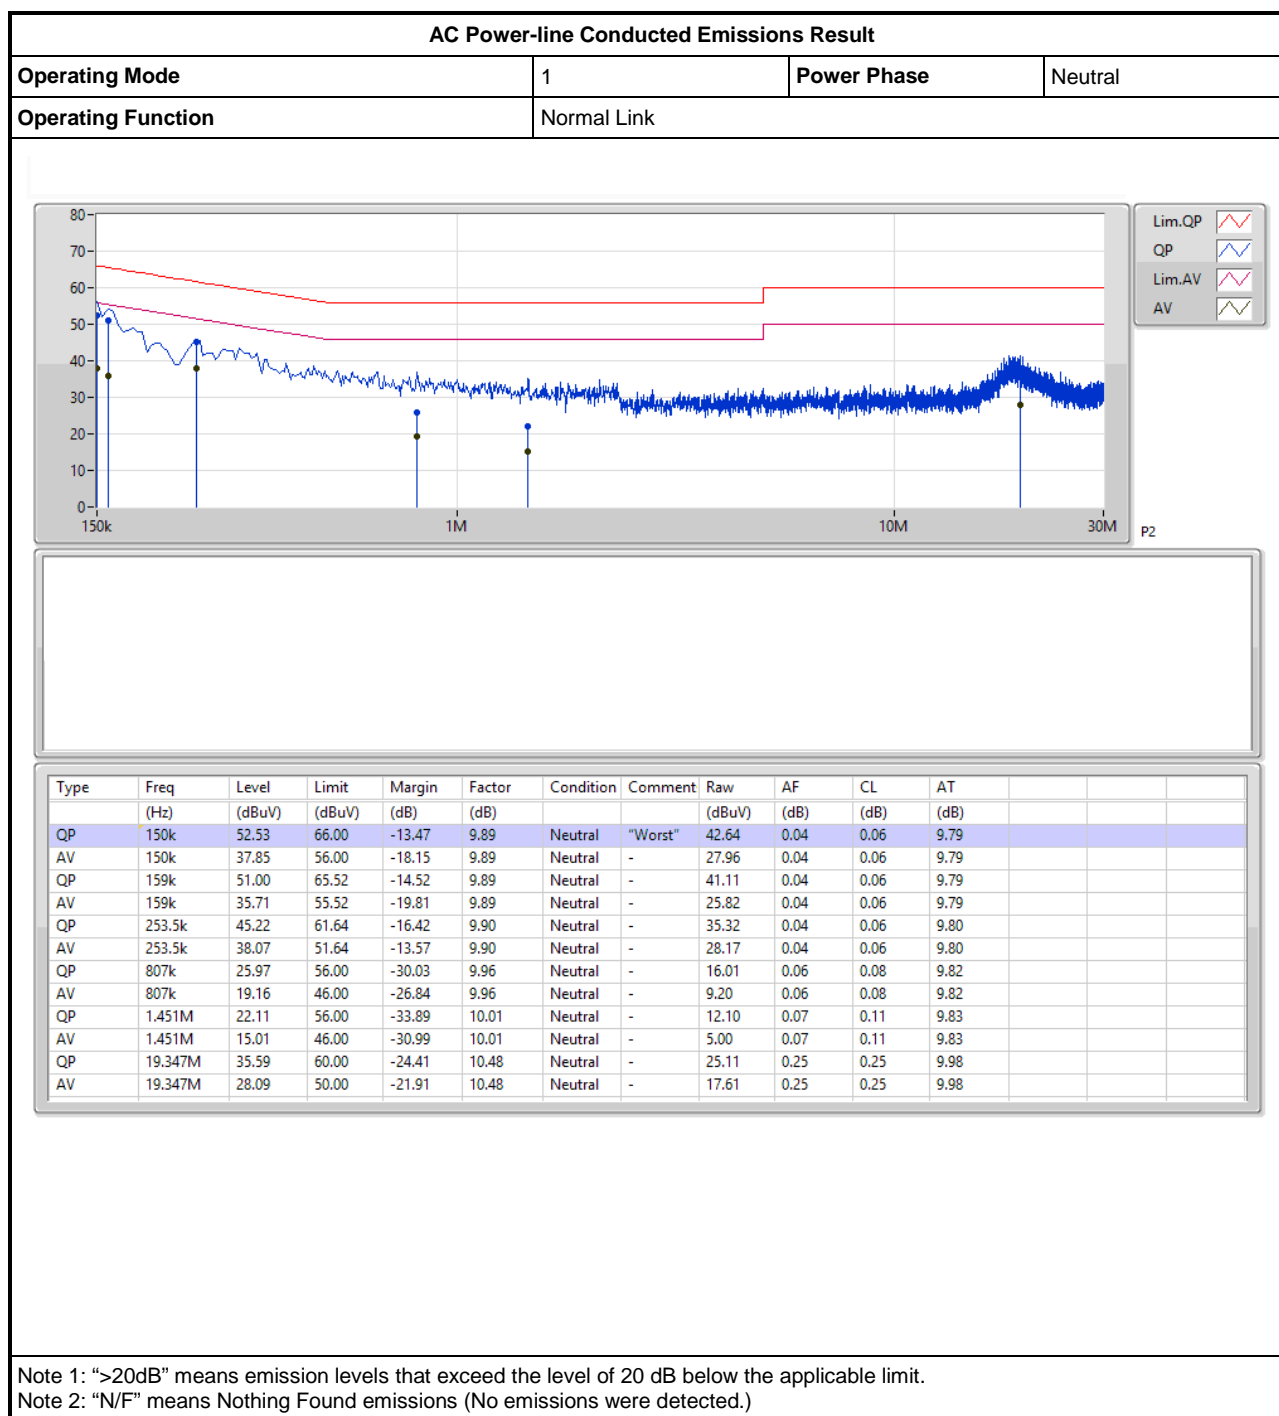 AC Power-line Conducted Emissions Result
Operating Mode 1 Power Phase Neutral
Operating Function Normal Link
80
70
60
50
40
30
20
10
0
150k 1M 10M 30M
Lim.QP
QP
Lim.AV
AV
P2
Type Freq Level Limit Margin Factor Condition Comment Raw AF CL AT
(Hz) (dBuV) (dBuV) (dB) (dB) (dBuV) (dB) (dB) (dB)
QP 150k 52.53 66.00 -13.47 9.89 Neutral "Worst" 42.64 0.04 0.06 9.79
AV 150k 37.85 56.00 -18.15 9.89 Neutral - 27.96 0.04 0.06 9.79
QP 159k 51.00 65.52 -14.52 9.89 Neutral - 41.11 0.04 0.06 9.79
AV 159k 35.71 55.52 -19.81 9.89 Neutral - 25.82 0.04 0.06 9.79
QP 253.5k 45.22 61.64 -16.42 9.90 Neutral - 35.32 0.04 0.06 9.80
AV 253.5k 38.07 51.64 -13.57 9.90 Neutral - 28.17 0.04 0.06 9.80
QP 807k 25.97 56.00 -30.03 9.96 Neutral - 16.01 0.06 0.08 9.82
AV 807k 19.16 46.00 -26.84 9.96 Neutral - 9.20 0.06 0.08 9.82
QP 1.451M 22.11 56.00 -33.89 10.01 Neutral - 12.10 0.07 0.11 9.83
AV 1.451M 15.01 46.00 -30.99 10.01 Neutral - 5.00 0.07 0.11 9.83
QP 19.347M 35.59 60.00 -24.41 10.48 Neutral - 25.11 0.25 0.25 9.98
AV 19.347M 28.09 50.00 -21.91 10.48 Neutral - 17.61 0.25 0.25 9.98
Note 1: “>20dB” means emission levels that exceed the level of 20 dB below the applicable limit.
Note 2: “N/F” means Nothing Found emissions (No emissions were detected.)